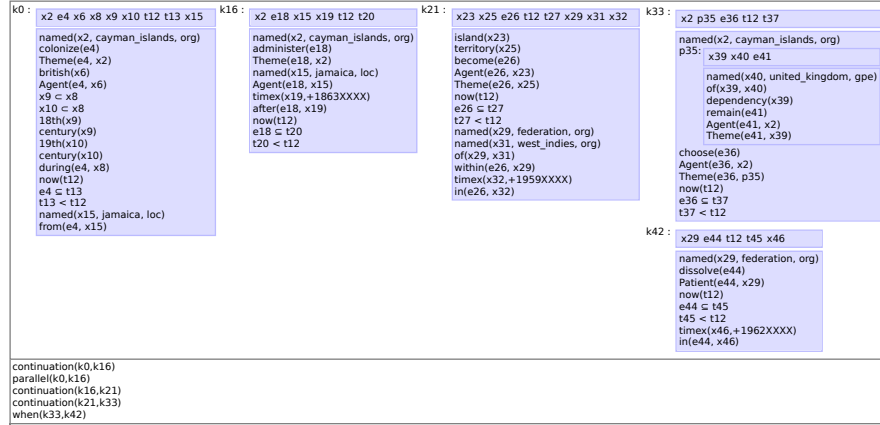 k0 :
x2 e4 x6 x8 x9 x10 t12 t13 x15
named(x2, cayman_islands, org)
colonize(e4)
Theme(e4, x2)
british(x6)
Agent(e4, x6)
x9 ⊂ x8
x10 ⊂ x8
18th(x9)
century(x9)
19th(x10)
century(x10)
during(e4, x8)
now(t12)
e4 ⊆ t13
t13 < t12
named(x15, jamaica, loc)
from(e4, x15)
k16 :
x2 e18 x15 x19 t12 t20
named(x2, cayman_islands, org)
administer(e18)
Theme(e18, x2)
named(x15, jamaica, loc)
Agent(e18, x15)
timex(x19,+1863XXXX)
after(e18, x19)
now(t12)
e18 ⊆ t20
t20 < t12
k21 :
x23 x25 e26 t12 t27 x29 x31 x32
island(x23)
territory(x25)
become(e26)
Agent(e26, x23)
Theme(e26, x25)
now(t12)
e26 ⊆ t27
t27 < t12
named(x29, federation, org)
named(x31, west_indies, org)
of(x29, x31)
within(e26, x29)
timex(x32,+1959XXXX)
in(e26, x32)
k33 :
x2 p35 e36 t12 t37
named(x2, cayman_islands, org)
p35:
x39 x40 e41
named(x40, united_kingdom, gpe)
of(x39, x40)
dependency(x39)
remain(e41)
Agent(e41, x2)
Theme(e41, x39)
choose(e36)
Agent(e36, x2)
Theme(e36, p35)
now(t12)
e36 ⊆ t37
t37 < t12
k42 :
x29 e44 t12 t45 x46
named(x29, federation, org)
dissolve(e44)
Patient(e44, x29)
now(t12)
e44 ⊆ t45
t45 < t12
timex(x46,+1962XXXX)
in(e44, x46)
continuation(k0,k16)
parallel(k0,k16)
continuation(k16,k21)
continuation(k21,k33)
when(k33,k42)